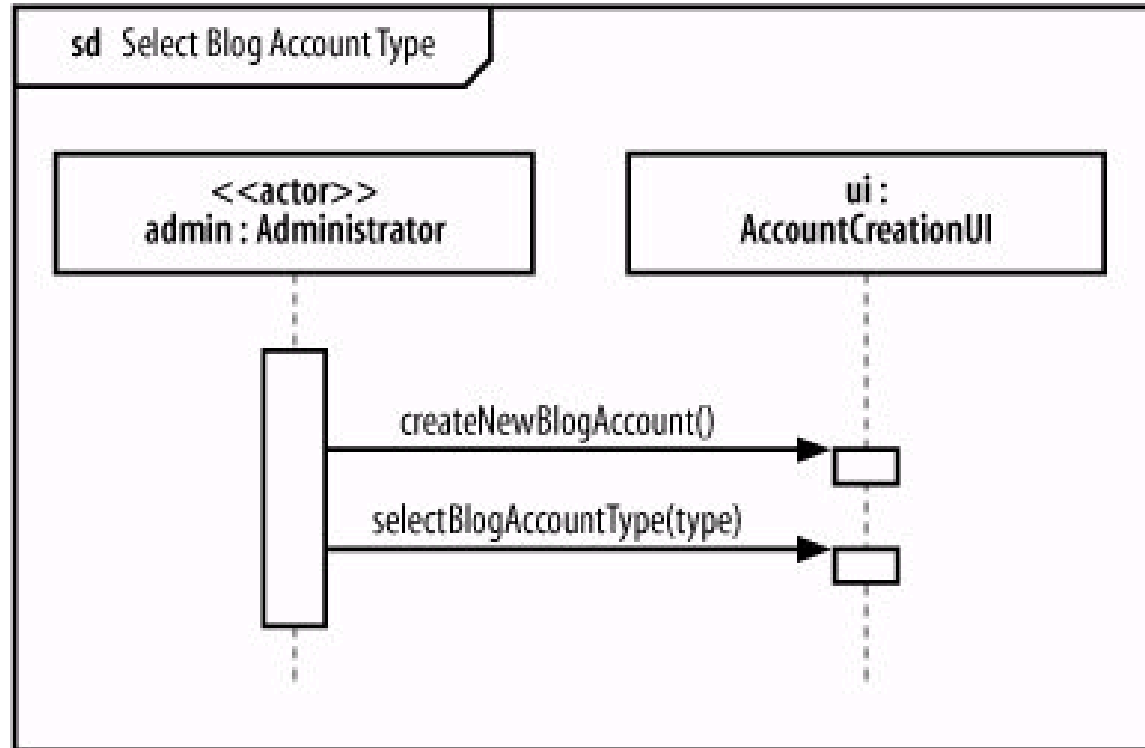 sd Select Blog Account Type
<<actor>>
admin : Administrator
ui :
AccountCreationUI
createNewBlogAccount()
selectBlogAccountType(type)